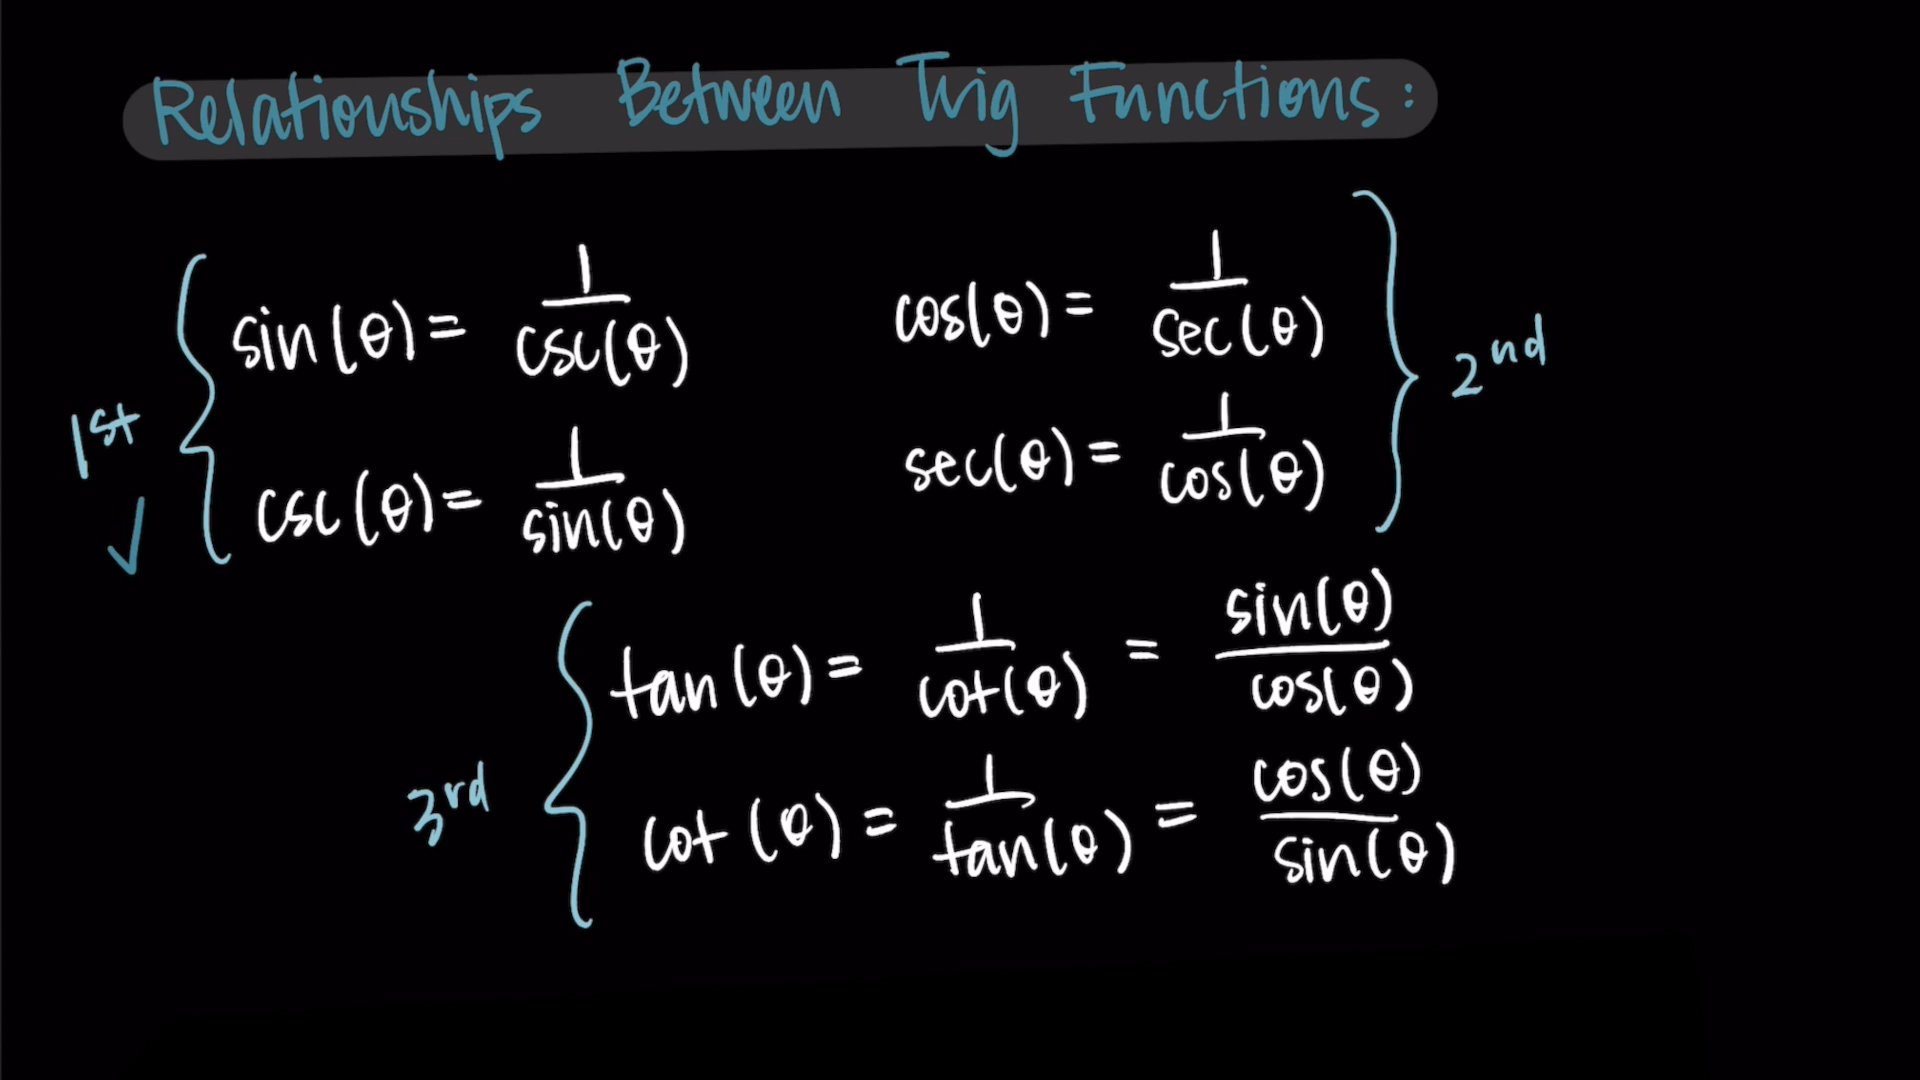 Relationships Between Trig Functions:
1st ✓
sin(θ) = 1/csc(θ)
csc(θ) = 1/sin(θ)
2nd
cos(θ) = 1/sec(θ)
sec(θ) = 1/cos(θ)
3rd
tan(θ) = 1/cot(θ) = sin(θ)/cos(θ)
cot(θ) = 1/tan(θ) = cos(θ)/sin(θ)